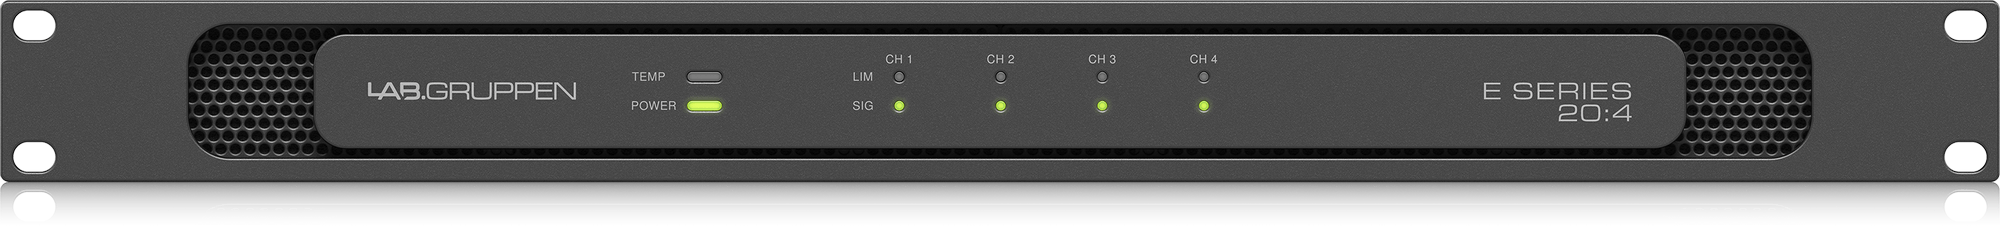 LAB.GRUPPEN
TEMP
POWER
CH 1 CH 2 CH 3 CH 4
LIM
SIG
E SERIES
20:4